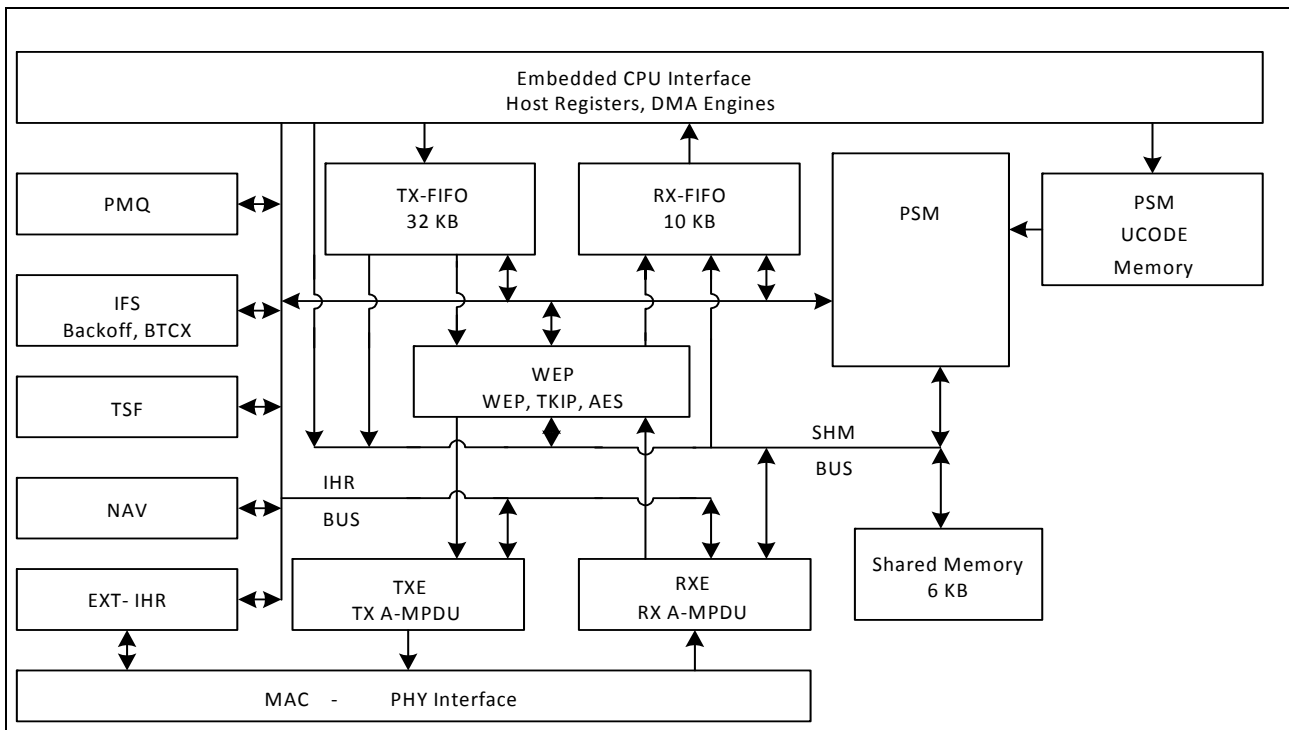 Embedded CPU Interface
Host Registers, DMA Engines
PMQ
TX-FIFO
32 KB
RX-FIFO
10 KB
PSM
PSM
UCODE
Memory
IFS
Backoff, BTCX
WEP
WEP, TKIP, AES
TSF
SHM
BUS
IHR
BUS
NAV
EXT- IHR
TXE
TX A-MPDU
RXE
RX A-MPDU
Shared Memory
6 KB
MAC - PHY Interface